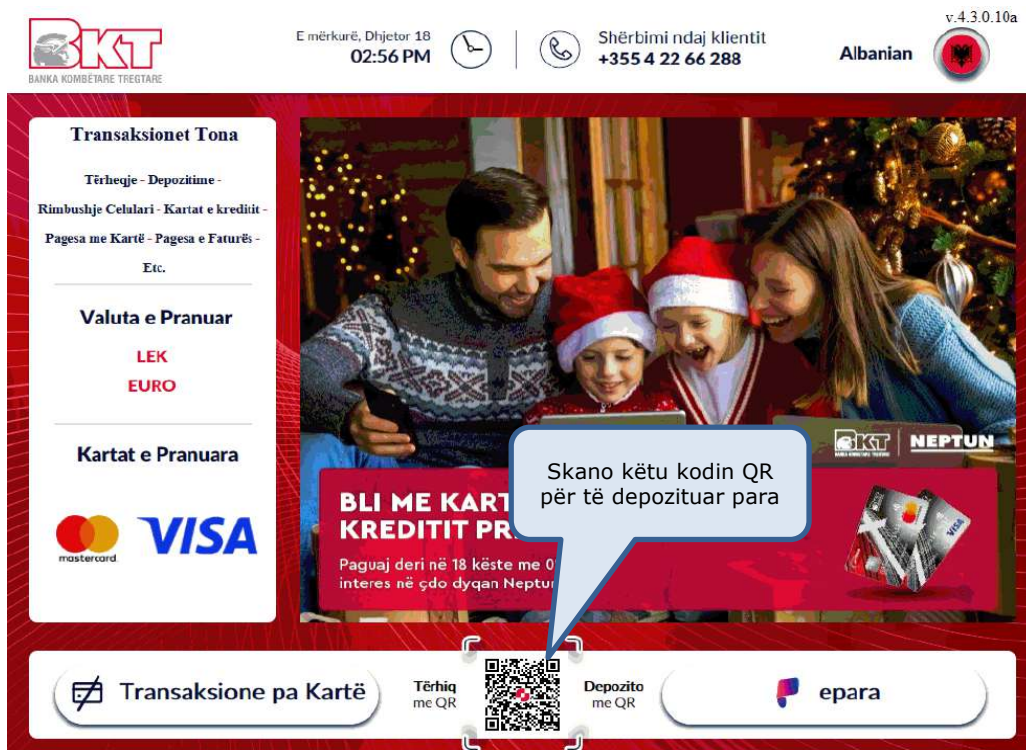 v.4.3.0.10a
BKT
BANKA KOMBËTARE TREGTARE
E mërkurë, Dhjetor 18
02:56 PM
Shërbimi ndaj klientit
+355 4 22 66 288
Albanian
Transaksionet Tona
Tërheqje - Depozitime -
Rimbushje Celulari - Kartat e kreditit -
Pagesa me Kartë - Pagesa e Faturës -
Etc.
Valuta e Pranuar
LEK
EURO
Kartat e Pranuara
mastercard
VISA
BKT
NEPTUN
Skano këtu kodin QR
për të depozituar para
BLI ME KART
KREDITIT PR
Paguaj deri në 18 këste me 0
interes në çdo dyqan Neptun
VISA
Transaksione pa Kartë
Tërhiq
me QR
Depozito
me QR
epara